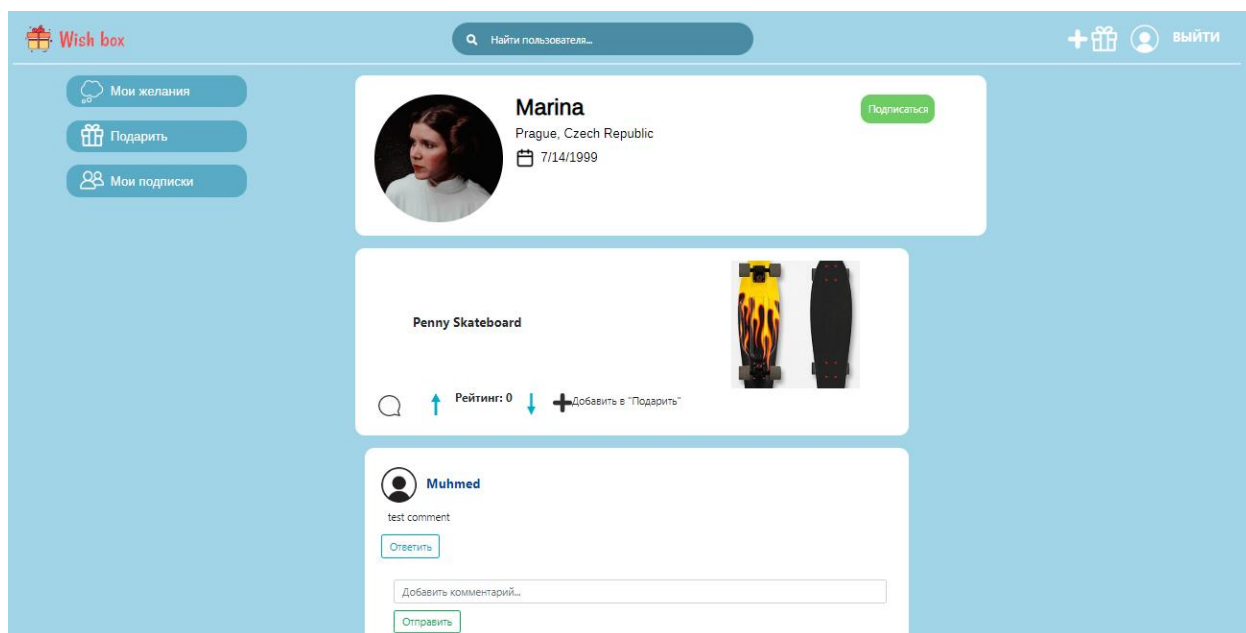 Wish box
Найти пользователя...
ВЫЙТИ
Мои желания
Подарить
Мои подписки
Marina
Подписаться
Prague, Czech Republic
7/14/1999
Penny Skateboard
Рейтинг: 0
Добавить в "Подарить"
Muhmed
test comment
Ответить
Добавить комментарий...
Отправить